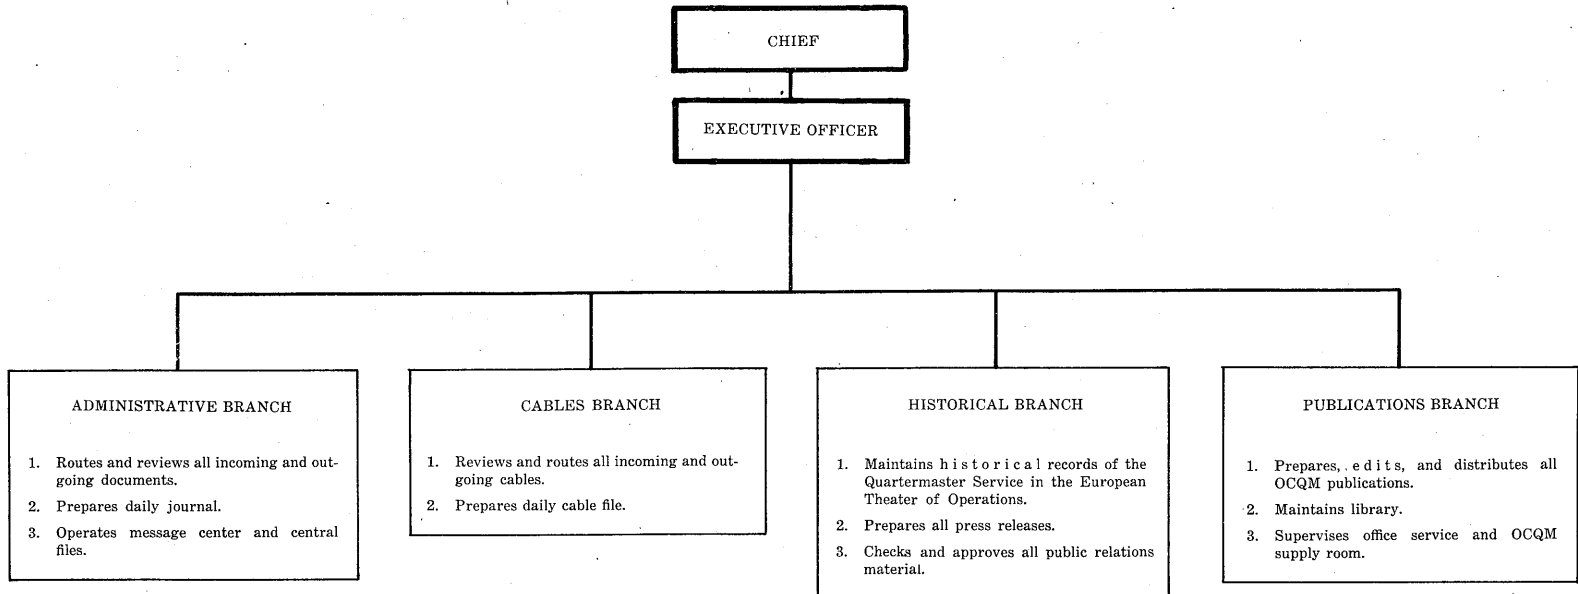 CHIEF
EXECUTIVE OFFICER
ADMINISTRATIVE BRANCH
1. Routes and reviews all incoming and out-
going documents.
2. Prepares daily journal.
3. Operates message center and central
files.
CABLES BRANCH
1. Reviews and routes all incoming and out-
going cables.
2. Prepares daily cable file.
HISTORICAL BRANCH
1. Maintains historical records of the
Quartermaster Service in the European
Theater of Operations.
2. Prepares all press releases.
3. Checks and approves all public relations
material.
PUBLICATIONS BRANCH
1. Prepares, edits, and distributes all
OCQM publications.
2. Maintains library.
3. Supervises office service and OCQM
supply room.